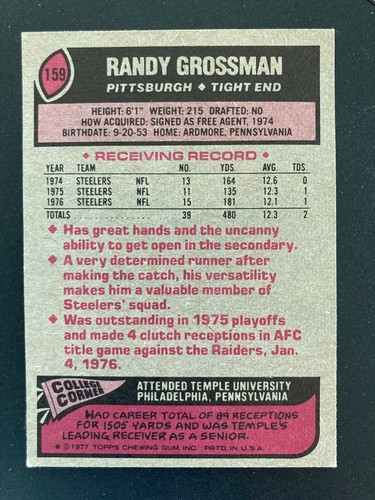 159
RANDY GROSSMAN
PITTSBURGH ◆ TIGHT END
HEIGHT: 6'1" WEIGHT: 215 DRAFTED: NO
HOW ACQUIRED: SIGNED AS FREE AGENT, 1974
BIRTHDATE: 9-20-53 HOME: ARDMORE, PENNSYLVANIA
◆ RECEIVING RECORD ◆
YEAR TEAM NO. YDS. AVG. TDS.
1974 STEELERS NFL 13 164 12.6 0
1975 STEELERS NFL 11 135 12.3 1
1976 STEELERS NFL 15 181 12.1 1
TOTALS 39 480 12.3 2
◆ Has great hands and the uncanny
ability to get open in the secondary.
◆ A very determined runner after
making the catch, his versatility
makes him a valuable member of
Steelers' squad.
◆ Was outstanding in 1975 playoffs
and made 4 clutch receptions in AFC
title game against the Raiders, Jan.
4, 1976.
COLLEGE
CORNER
ATTENDED TEMPLE UNIVERSITY
PHILADELPHIA, PENNSYLVANIA
HAD CAREER TOTAL OF 89 RECEPTIONS
FOR 1505 YARDS AND WAS TEMPLE'S
LEADING RECEIVER AS A SENIOR.
* © 1977 TOPPS CHEWING GUM INC. PRTD. IN U.S.A.